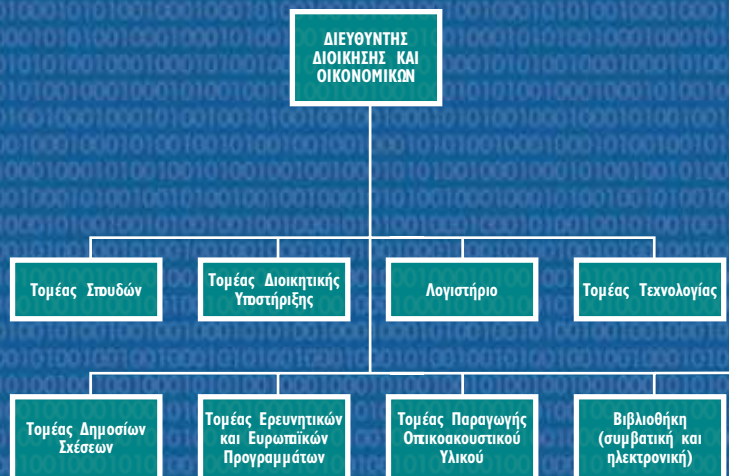 ΔΙΕΥΘΥΝΤΗΣ
ΔΙΟΙΚΗΣΗΣ ΚΑΙ
ΟΙΚΟΝΟΜΙΚΩΝ
Τομέας Σπουδών
Τομέας Διοικητικής
Υποστήριξης
Λογιστήριο
Τομέας Τεχνολογίας
Τομέας Δημοσίων
Σχέσεων
Τομέας Ερευνητικών
και Ευρωπαϊκών
Προγραμμάτων
Τομέας Παραγωγής
Οπτικοακουστικού
Υλικού
Βιβλιοθήκη
(συμβατική και
ηλεκτρονική)